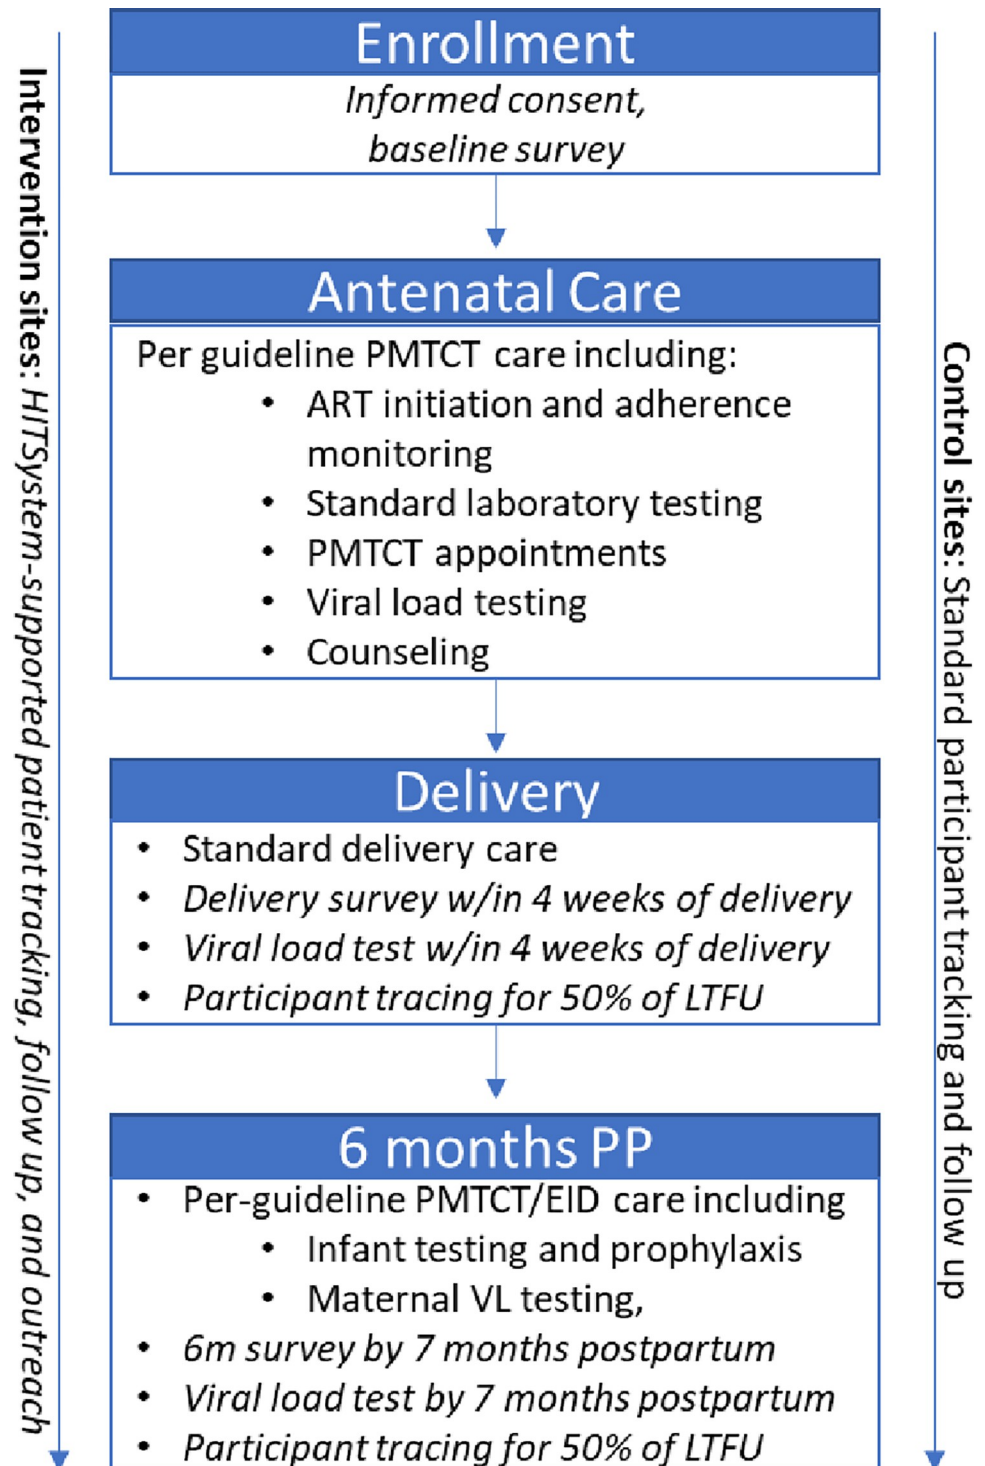 Enrollment
Informed consent,
baseline survey
Antenatal Care
Per guideline PMTCT care including:
• ART initiation and adherence
monitoring
• Standard laboratory testing
• PMTCT appointments
• Viral load testing
• Counseling
Delivery
• Standard delivery care
• Delivery survey w/in 4 weeks of delivery
• Viral load test w/in 4 weeks of delivery
• Participant tracing for 50% of LTFU
6 months PP
• Per-guideline PMTCT/EID care including
• Infant testing and prophylaxis
• Maternal VL testing,
• 6m survey by 7 months postpartum
• Viral load test by 7 months postpartum
• Participant tracing for 50% of LTFU
Intervention sites: HITSystem-supported patient tracking, follow up, and outreach
Control sites: Standard participant tracking and follow up